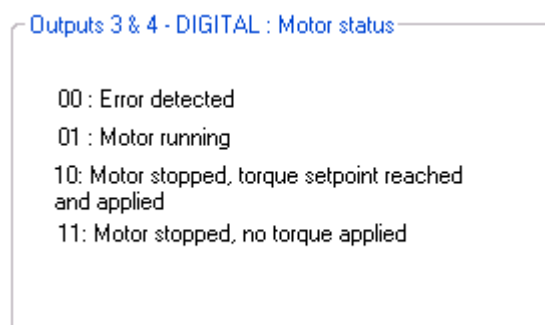 Outputs 3 & 4 - DIGITAL : Motor status
00 : Error detected
01 : Motor running
10: Motor stopped, torque setpoint reached
and applied
11: Motor stopped, no torque applied